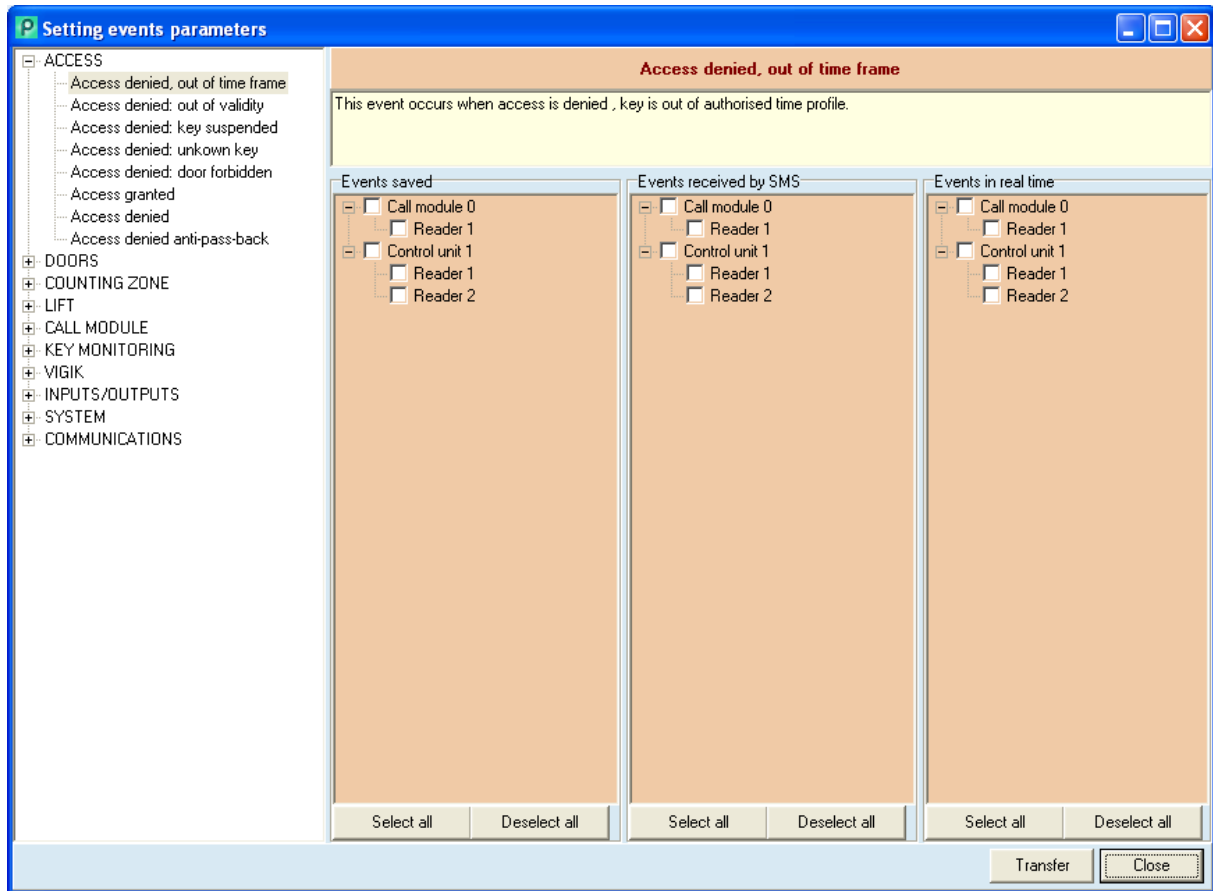 Setting events parameters
ACCESS
Access denied, out of time frame
Access denied: out of validity
Access denied: key suspended
Access denied: unkown key
Access denied: door forbidden
Access granted
Access denied
Access denied anti-pass-back
DOORS
COUNTING ZONE
LIFT
CALL MODULE
KEY MONITORING
VIGIK
INPUTS/OUTPUTS
SYSTEM
COMMUNICATIONS
Access denied, out of time frame
This event occurs when access is denied , key is out of authorised time profile.
Events saved
Call module 0
Reader 1
Control unit 1
Reader 1
Reader 2
Select all Deselect all
Events received by SMS
Call module 0
Reader 1
Control unit 1
Reader 1
Reader 2
Select all Deselect all
Events in real time
Call module 0
Reader 1
Control unit 1
Reader 1
Reader 2
Select all Deselect all
Transfer Close